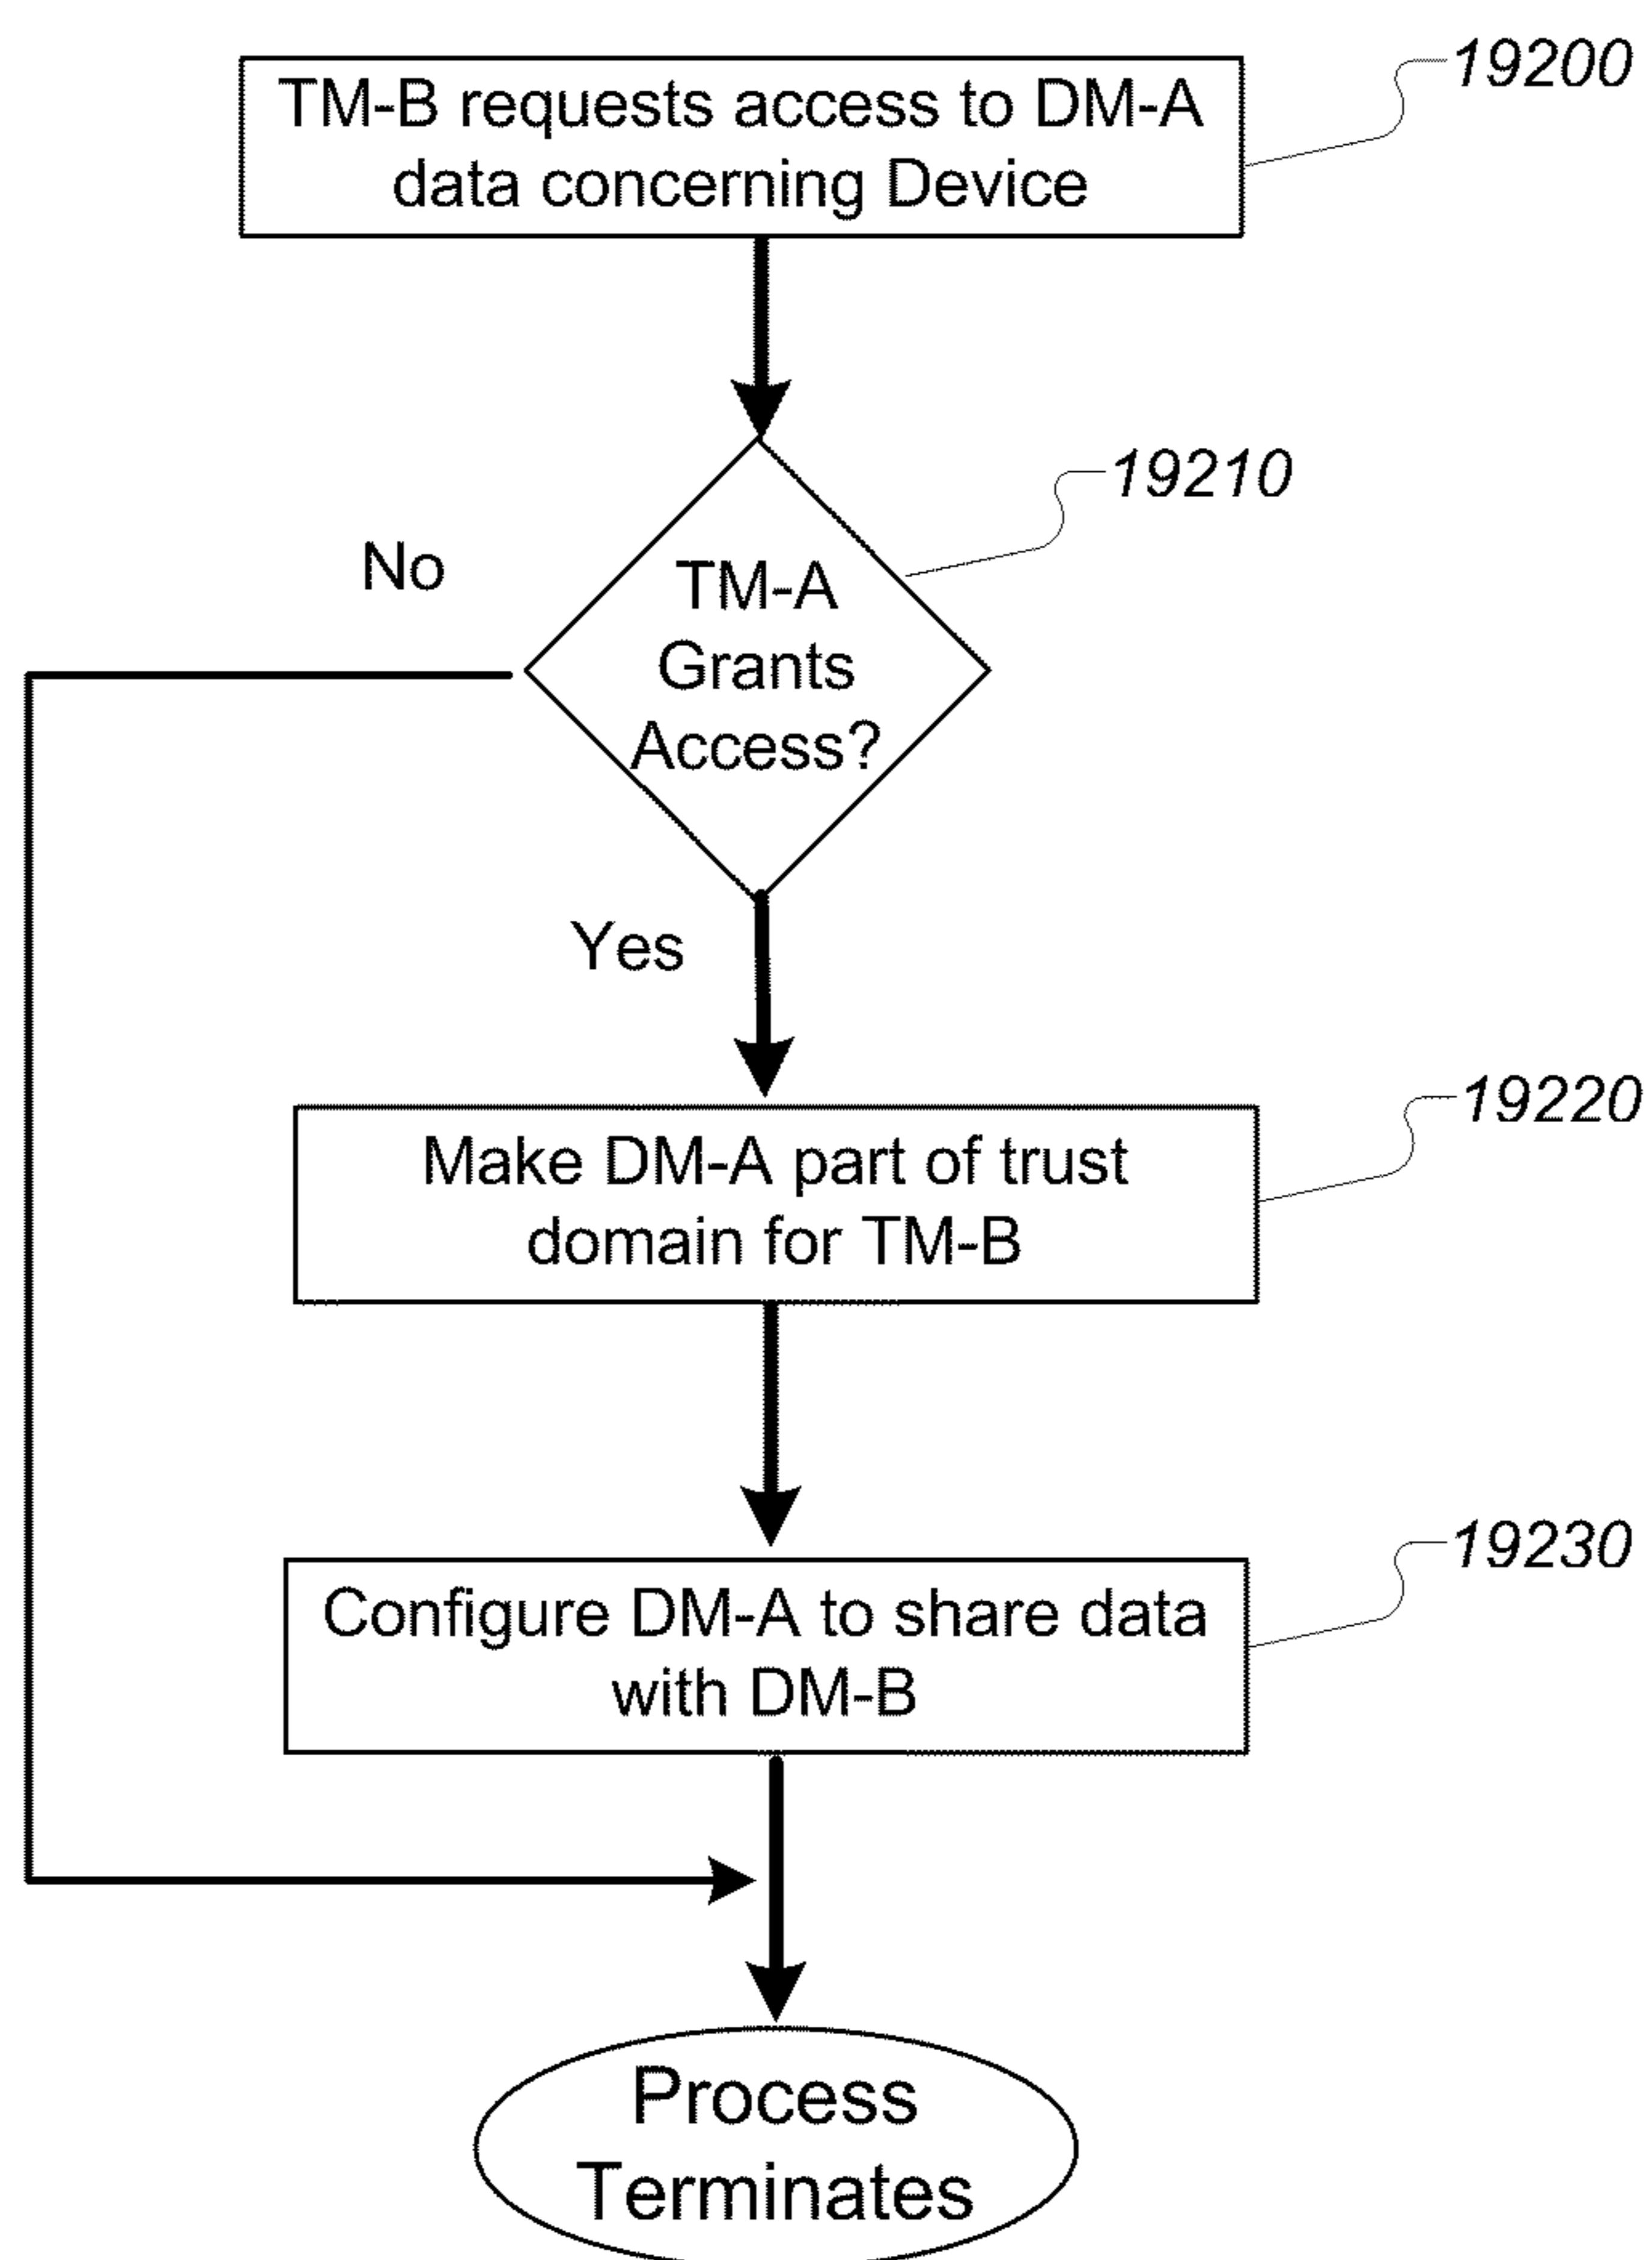 TM-B requests access to DM-A
data concerning Device
19200
19210
No
TM-A
Grants
Access?
Yes
19220
Make DM-A part of trust
domain for TM-B
19230
Configure DM-A to share data
with DM-B
Process
Terminates